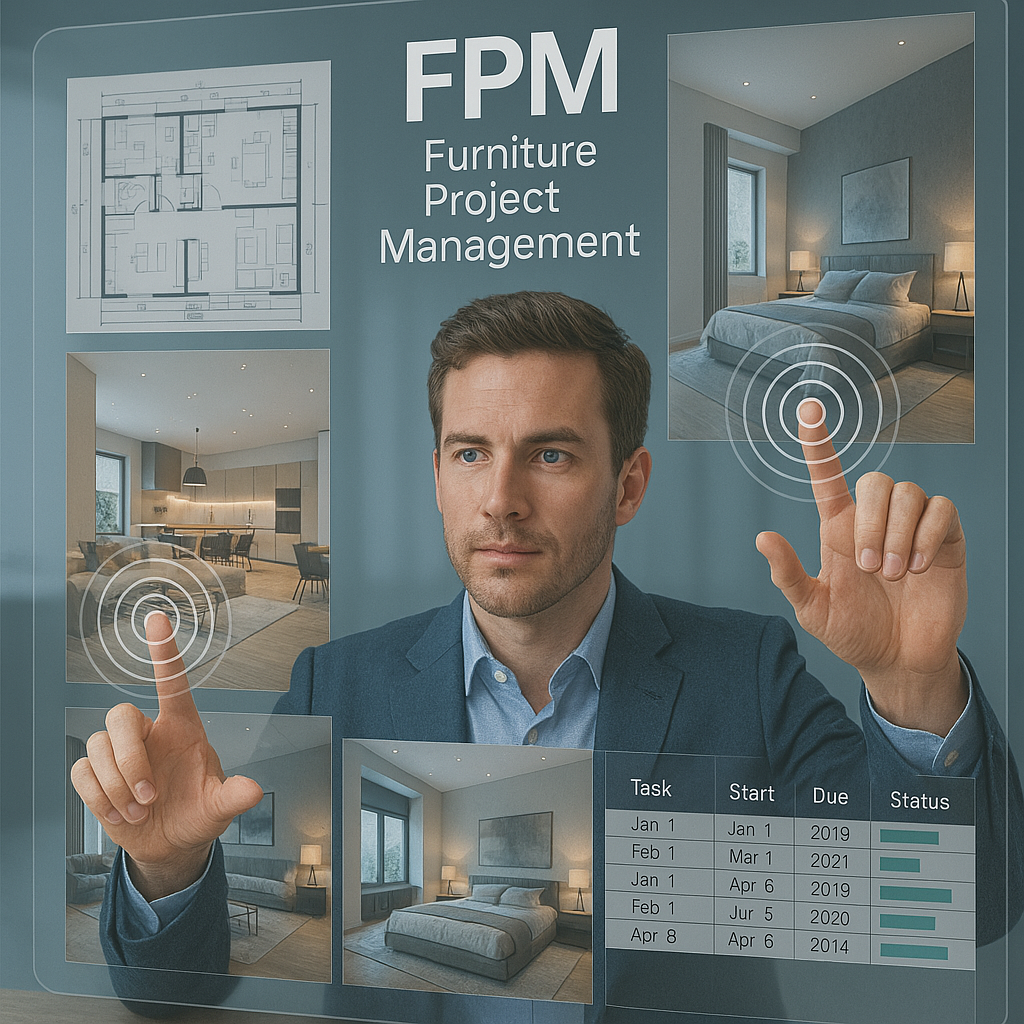 FPM
Furniture
Project
Management
Task Start Due Status
Jan 1 Jan 1 2019
Feb 1 Mar 1 2021
Jan 1 Apr 6 2019
Feb 1 Jur 5 2020
Apr 8 Apr 6 2014